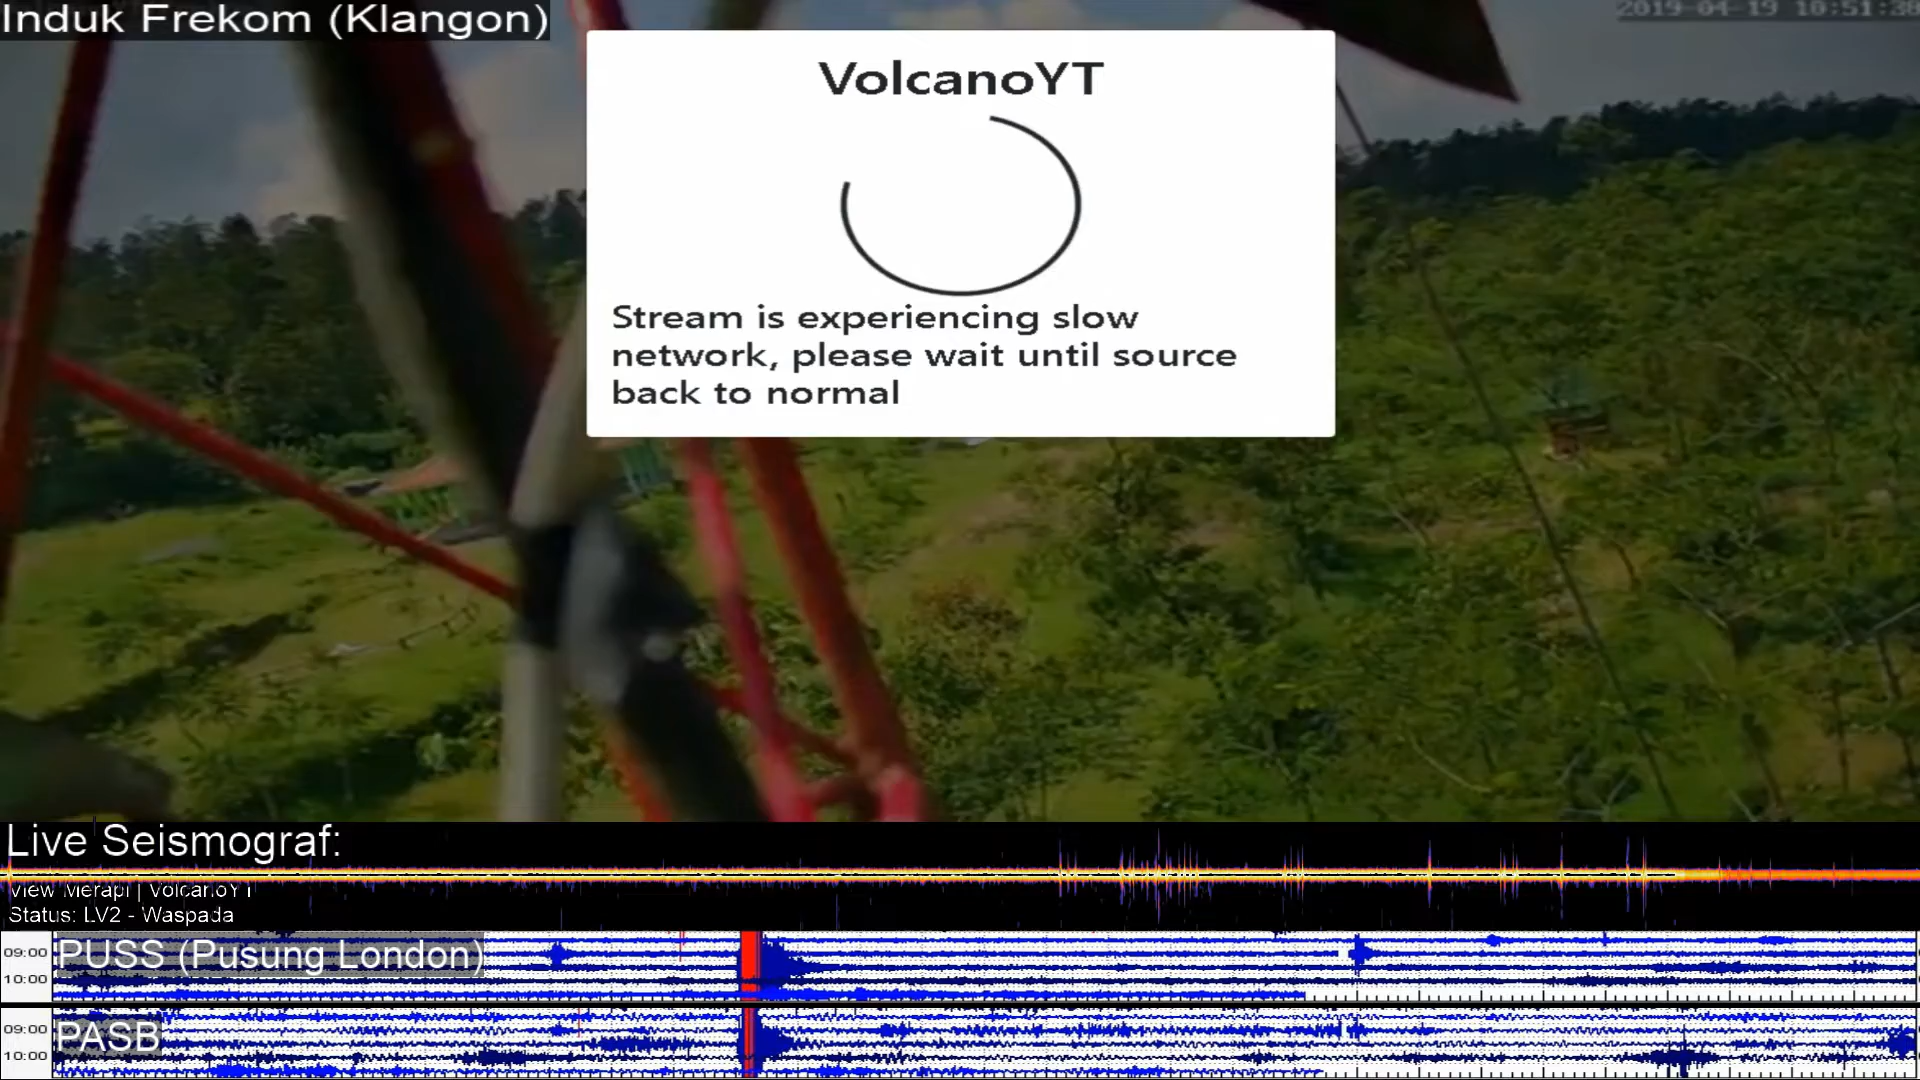 Induk Frekom (Klangon)
2019-04-19 10:51:38
VolcanoYT
Stream is experiencing slow
network, please wait until source
back to normal
Live Seismograf:
View Merapi | VolcanoYT
Status: LV2 - Waspada
09:00
PUSS (Pusung London)
10:00
09:00
PASB
10:00